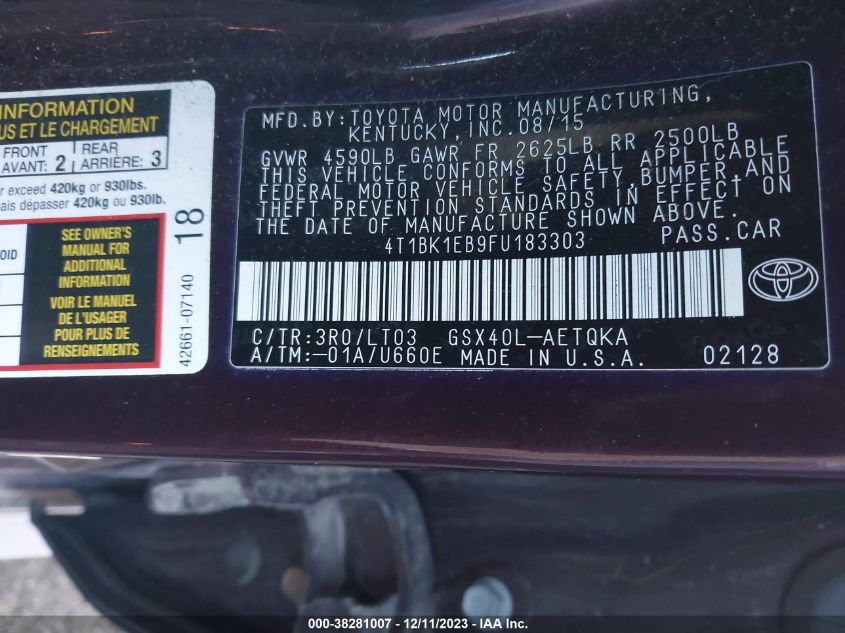 INFORMATION
US ET LE CHARGEMENT
FRONT
AVANT: 2
REAR
ARRIÈRE: 3
r exceed 420kg or 930lbs.
ais dépasser 420kg ou 930lb.
OID
SEE OWNER'S
MANUAL FOR
ADDITIONAL
INFORMATION
VOIR LE MANUEL
DE L'USAGER
POUR PLUS DE
RENSEIGNEMENTS
18
42661-07140
MFD. BY: TOYOTA MOTOR MANUFACTURING,
KENTUCKY, INC. 08/15
GVWR 4590LB GAWR FR 2625LB RR 2500LB
THIS VEHICLE CONFORMS TO ALL APPLICABLE
FEDERAL MOTOR VEHICLE SAFETY, BUMPER, AND
THEFT PREVENTION STANDARDS IN EFFECT ON
THE DATE OF MANUFACTURE SHOWN ABOVE.
4T1BK1EB9FU183303 PASS.CAR
C/TR:3R0/LT03 GSX40L-AETQKA
A/TM:-01A/U660E MADE IN U.S.A. 02128
000-38281007 - 12/11/2023 - IAA Inc.